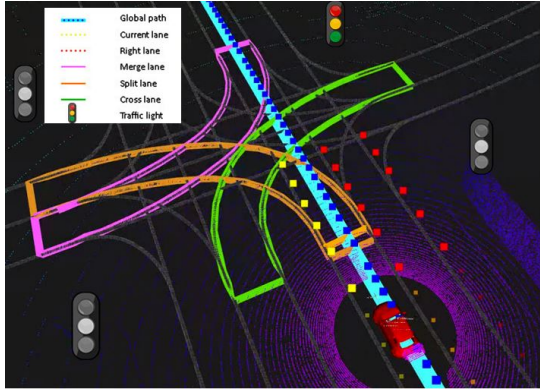 Global path
Current lane
Right lane
Merge lane
Split lane
Cross lane
Traffic light